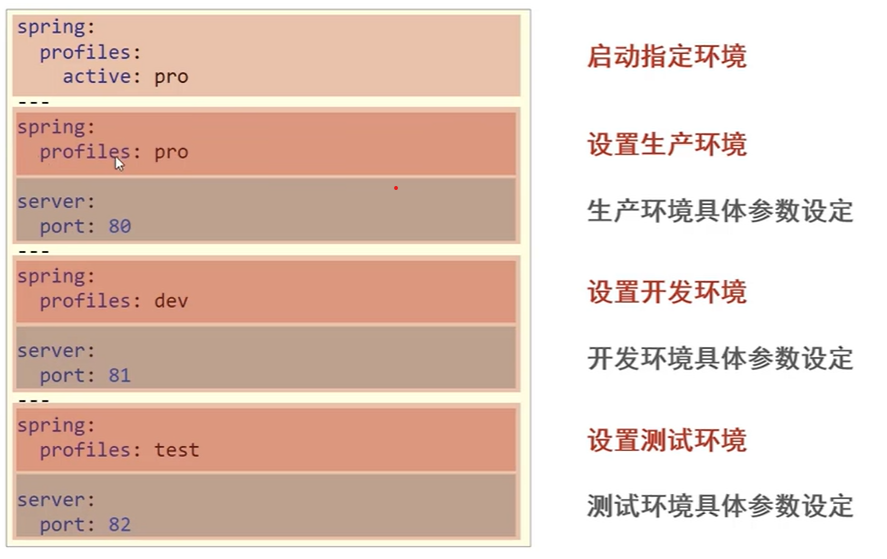 spring:
  profiles:
    active: pro
启动指定环境
---
spring:
  profiles: pro
设置生产环境
server:
  port: 80
生产环境具体参数设定
---
spring:
  profiles: dev
设置开发环境
server:
  port: 81
开发环境具体参数设定
---
spring:
  profiles: test
设置测试环境
server:
  port: 82
测试环境具体参数设定